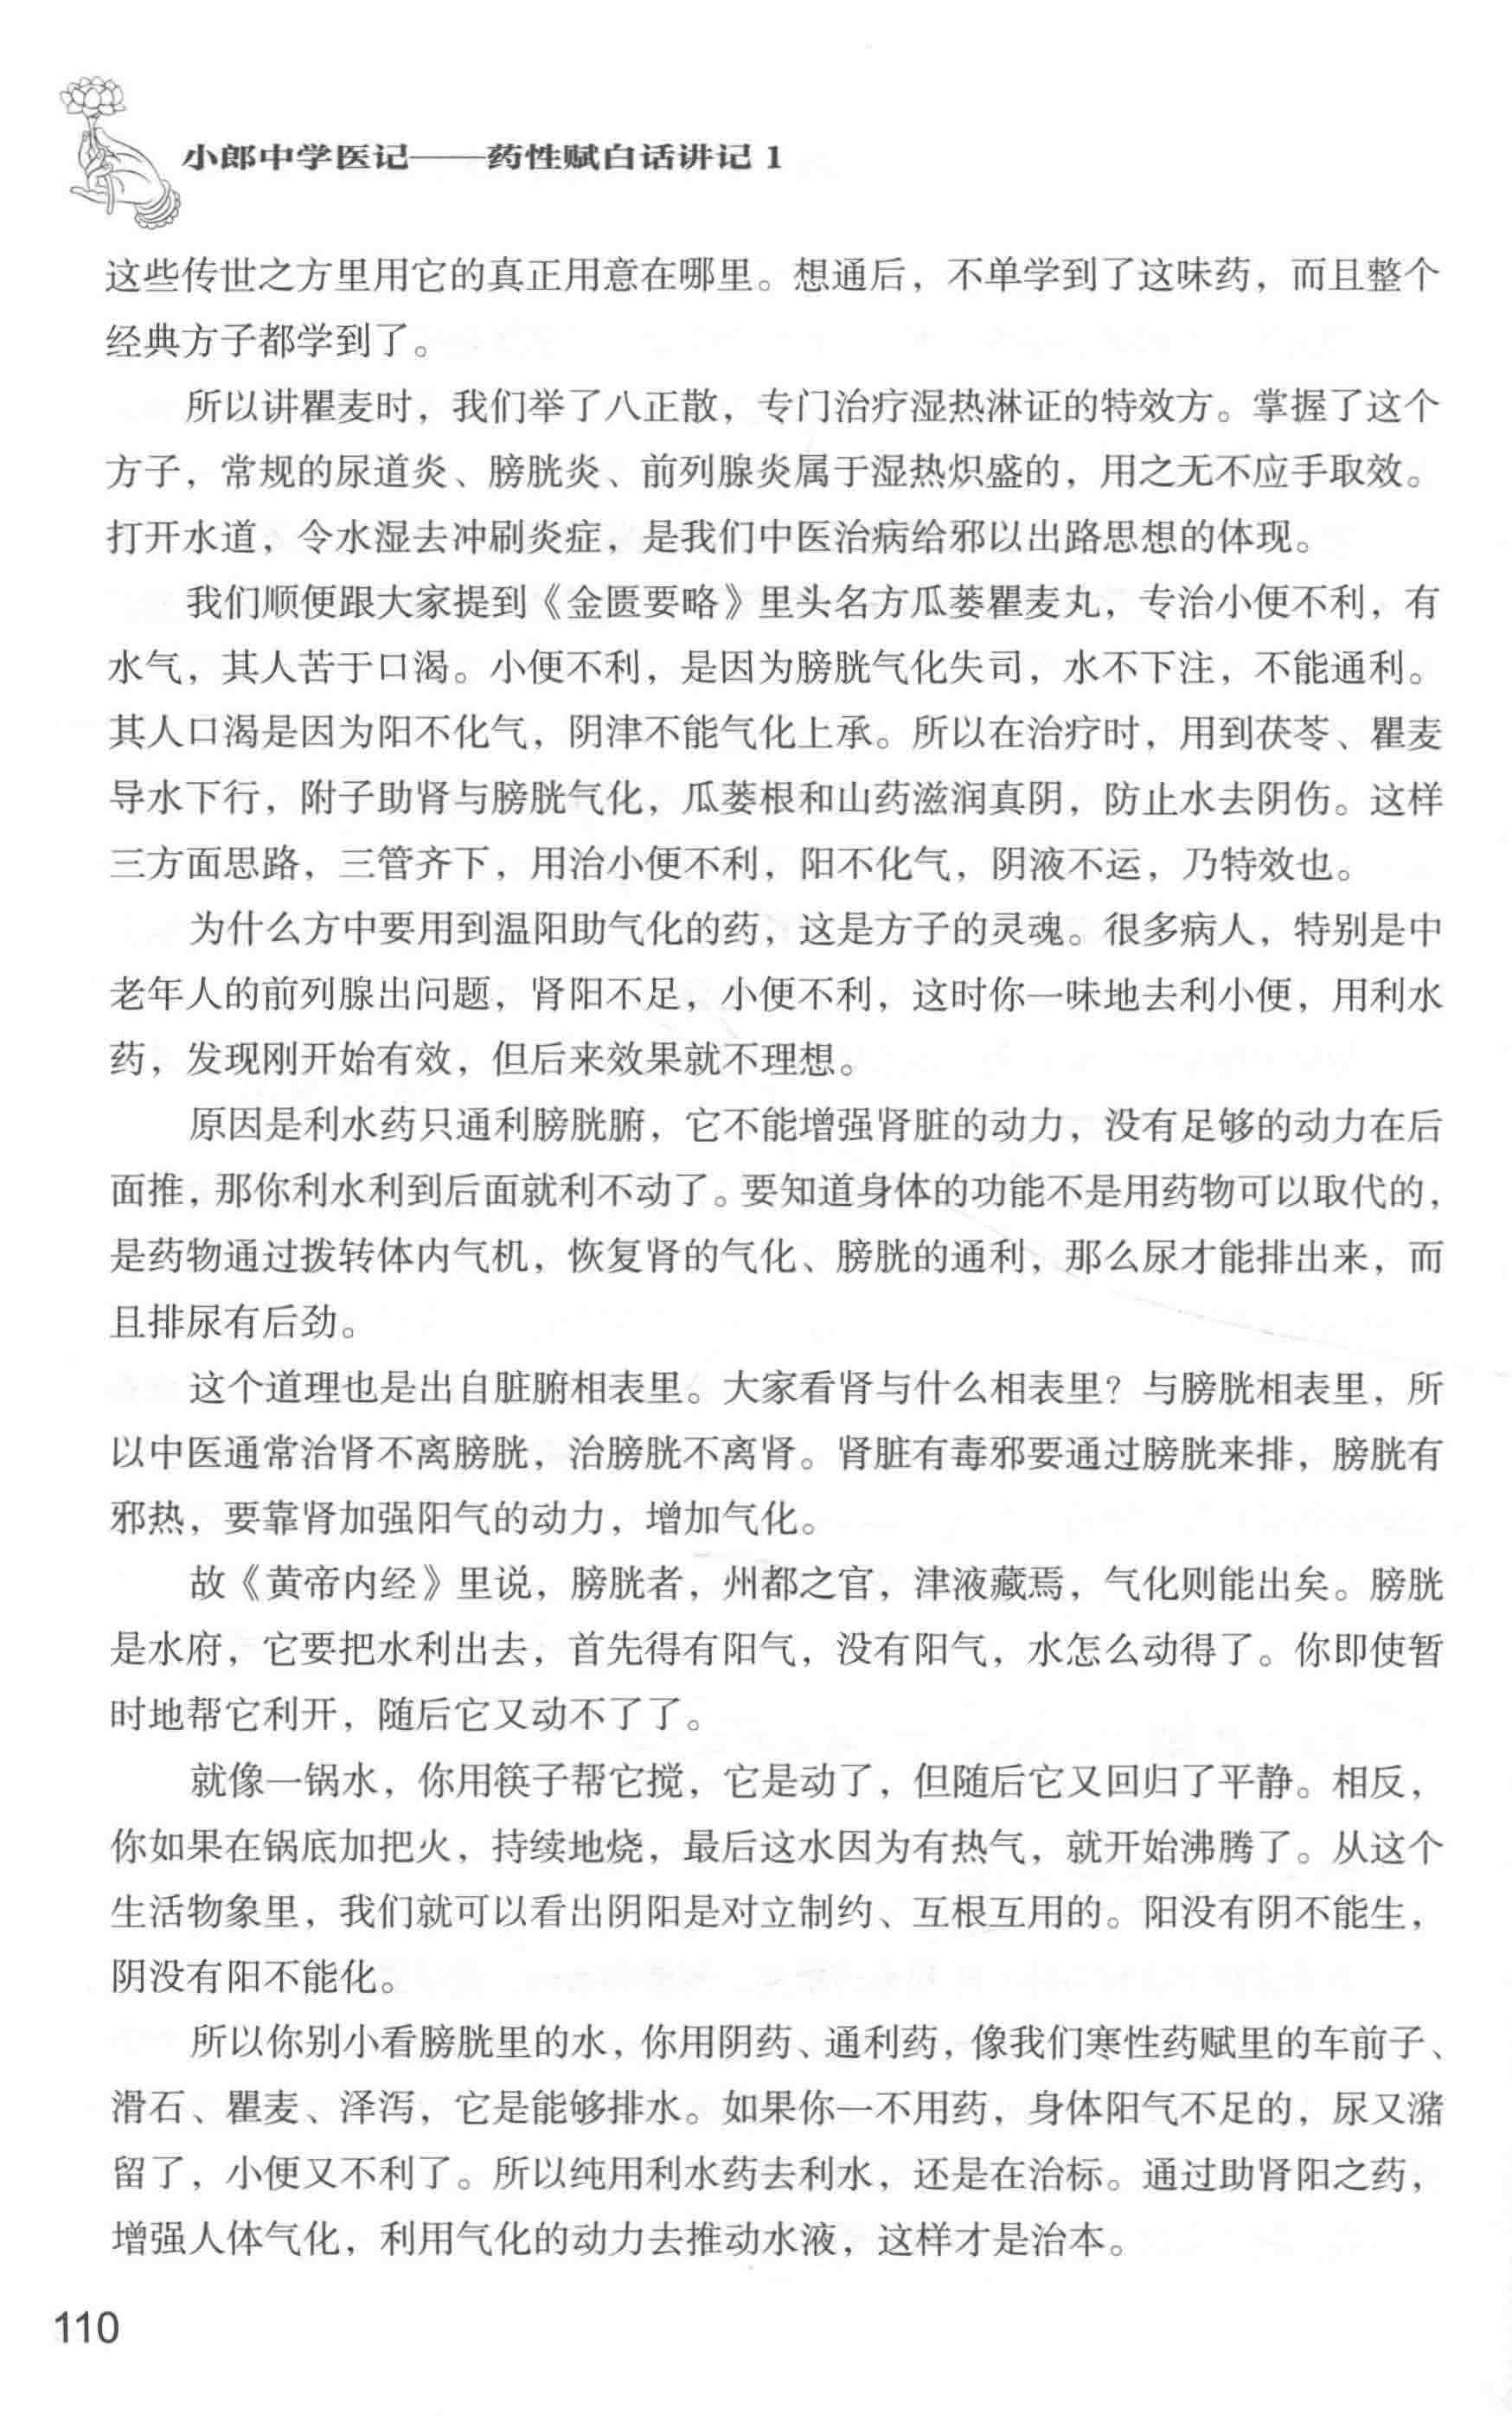 小郎中学医记——药性赋白话讲记 1
这些传世之方里用它的真正用意在哪里。想通后，不单学到了这味药，而且整个
经典方子都学到了。
所以讲瞿麦时，我们举了八正散，专门治疗湿热淋证的特效方。掌握了这个
方子，常规的尿道炎、膀胱炎、前列腺炎属于湿热炽盛的，用之无不应手取效。
打开水道，令水湿去冲刷炎症，是我们中医治病给邪以出路思想的体现。
我们顺便跟大家提到《金匮要略》里头名方瓜蒌瞿麦丸，专治小便不利，有
水气，其人苦于口渴。小便不利，是因为膀胱气化失司，水不下注，不能通利。
其人口渴是因为阳不化气，阴津不能气化上承。所以在治疗时，用到茯苓、瞿麦
导水下行，附子助肾与膀胱气化，瓜蒌根和山药滋润真阴，防止水去阴伤。这样
三方面思路，三管齐下，用治小便不利，阳不化气，阴液不运，乃特效也。
为什么方中要用到温阳助气化的药，这是方子的灵魂。很多病人，特别是中
老年人的前列腺出问题，肾阳不足，小便不利，这时你一味地去利小便，用利水
药，发现刚开始有效，但后来效果就不理想。
原因是利水药只通利膀胱腑，它不能增强肾脏的动力，没有足够的动力在后
面推，那你利水利到后面就利不动了。要知道身体的功能不是用药物可以取代的，
是药物通过拨转体内气机，恢复肾的气化、膀胱的通利，那么尿才能排出来，而
且排尿有后劲。
这个道理也是出自脏腑相表里。大家看肾与什么相表里？与膀胱相表里，所
以中医通常治肾不离膀胱，治膀胱不离肾。肾脏有毒邪要通过膀胱来排，膀胱有
邪热，要靠肾加强阳气的动力，增加气化。
故《黄帝内经》里说，膀胱者，州都之官，津液藏焉，气化则能出矣。膀胱
是水府，它要把水利出去，首先得有阳气，没有阳气，水怎么动得了。你即使暂
时地帮它利开，随后它又动不了了。
就像一锅水，你用筷子帮它搅，它是动了，但随后它又回归了平静。相反，
你如果在锅底加把火，持续地烧，最后这水因为有热气，就开始沸腾了。从这个
生活物象里，我们就可以看出阴阳是对立制约、互根互用的。阳没有阴不能生，
阴没有阳不能化。
所以你别小看膀胱里的水，你用阴药、通利药，像我们寒性药赋里的车前子、
滑石、瞿麦、泽泻，它是能够排水。如果你一不用药，身体阳气不足的，尿又潴
留了，小便又不利了。所以纯用利水药去利水，还是在治标。通过助肾阳之药，
增强人体气化，利用气化的动力去推动水液，这样才是治本。
110